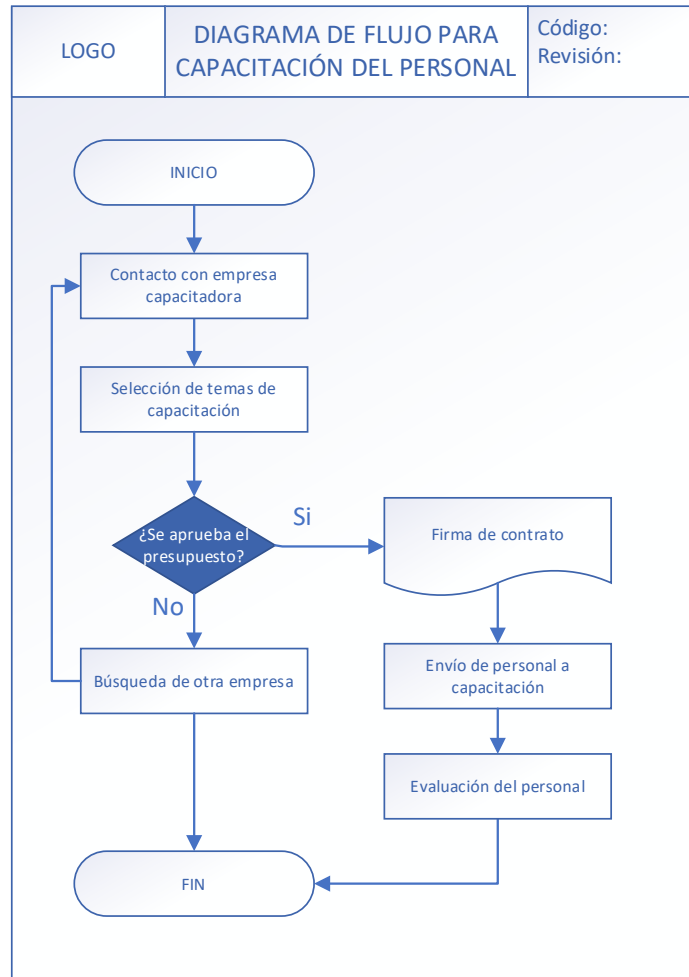 LOGO
DIAGRAMA DE FLUJO PARA
CAPACITACIÓN DEL PERSONAL
Código:
Revisión:
INICIO
Contacto con empresa
capacitadora
Selección de temas de
capacitación
¿Se aprueba el
presupuesto?
Si
Firma de contrato
No
Búsqueda de otra empresa
Envío de personal a
capacitación
Evaluación del personal
FIN